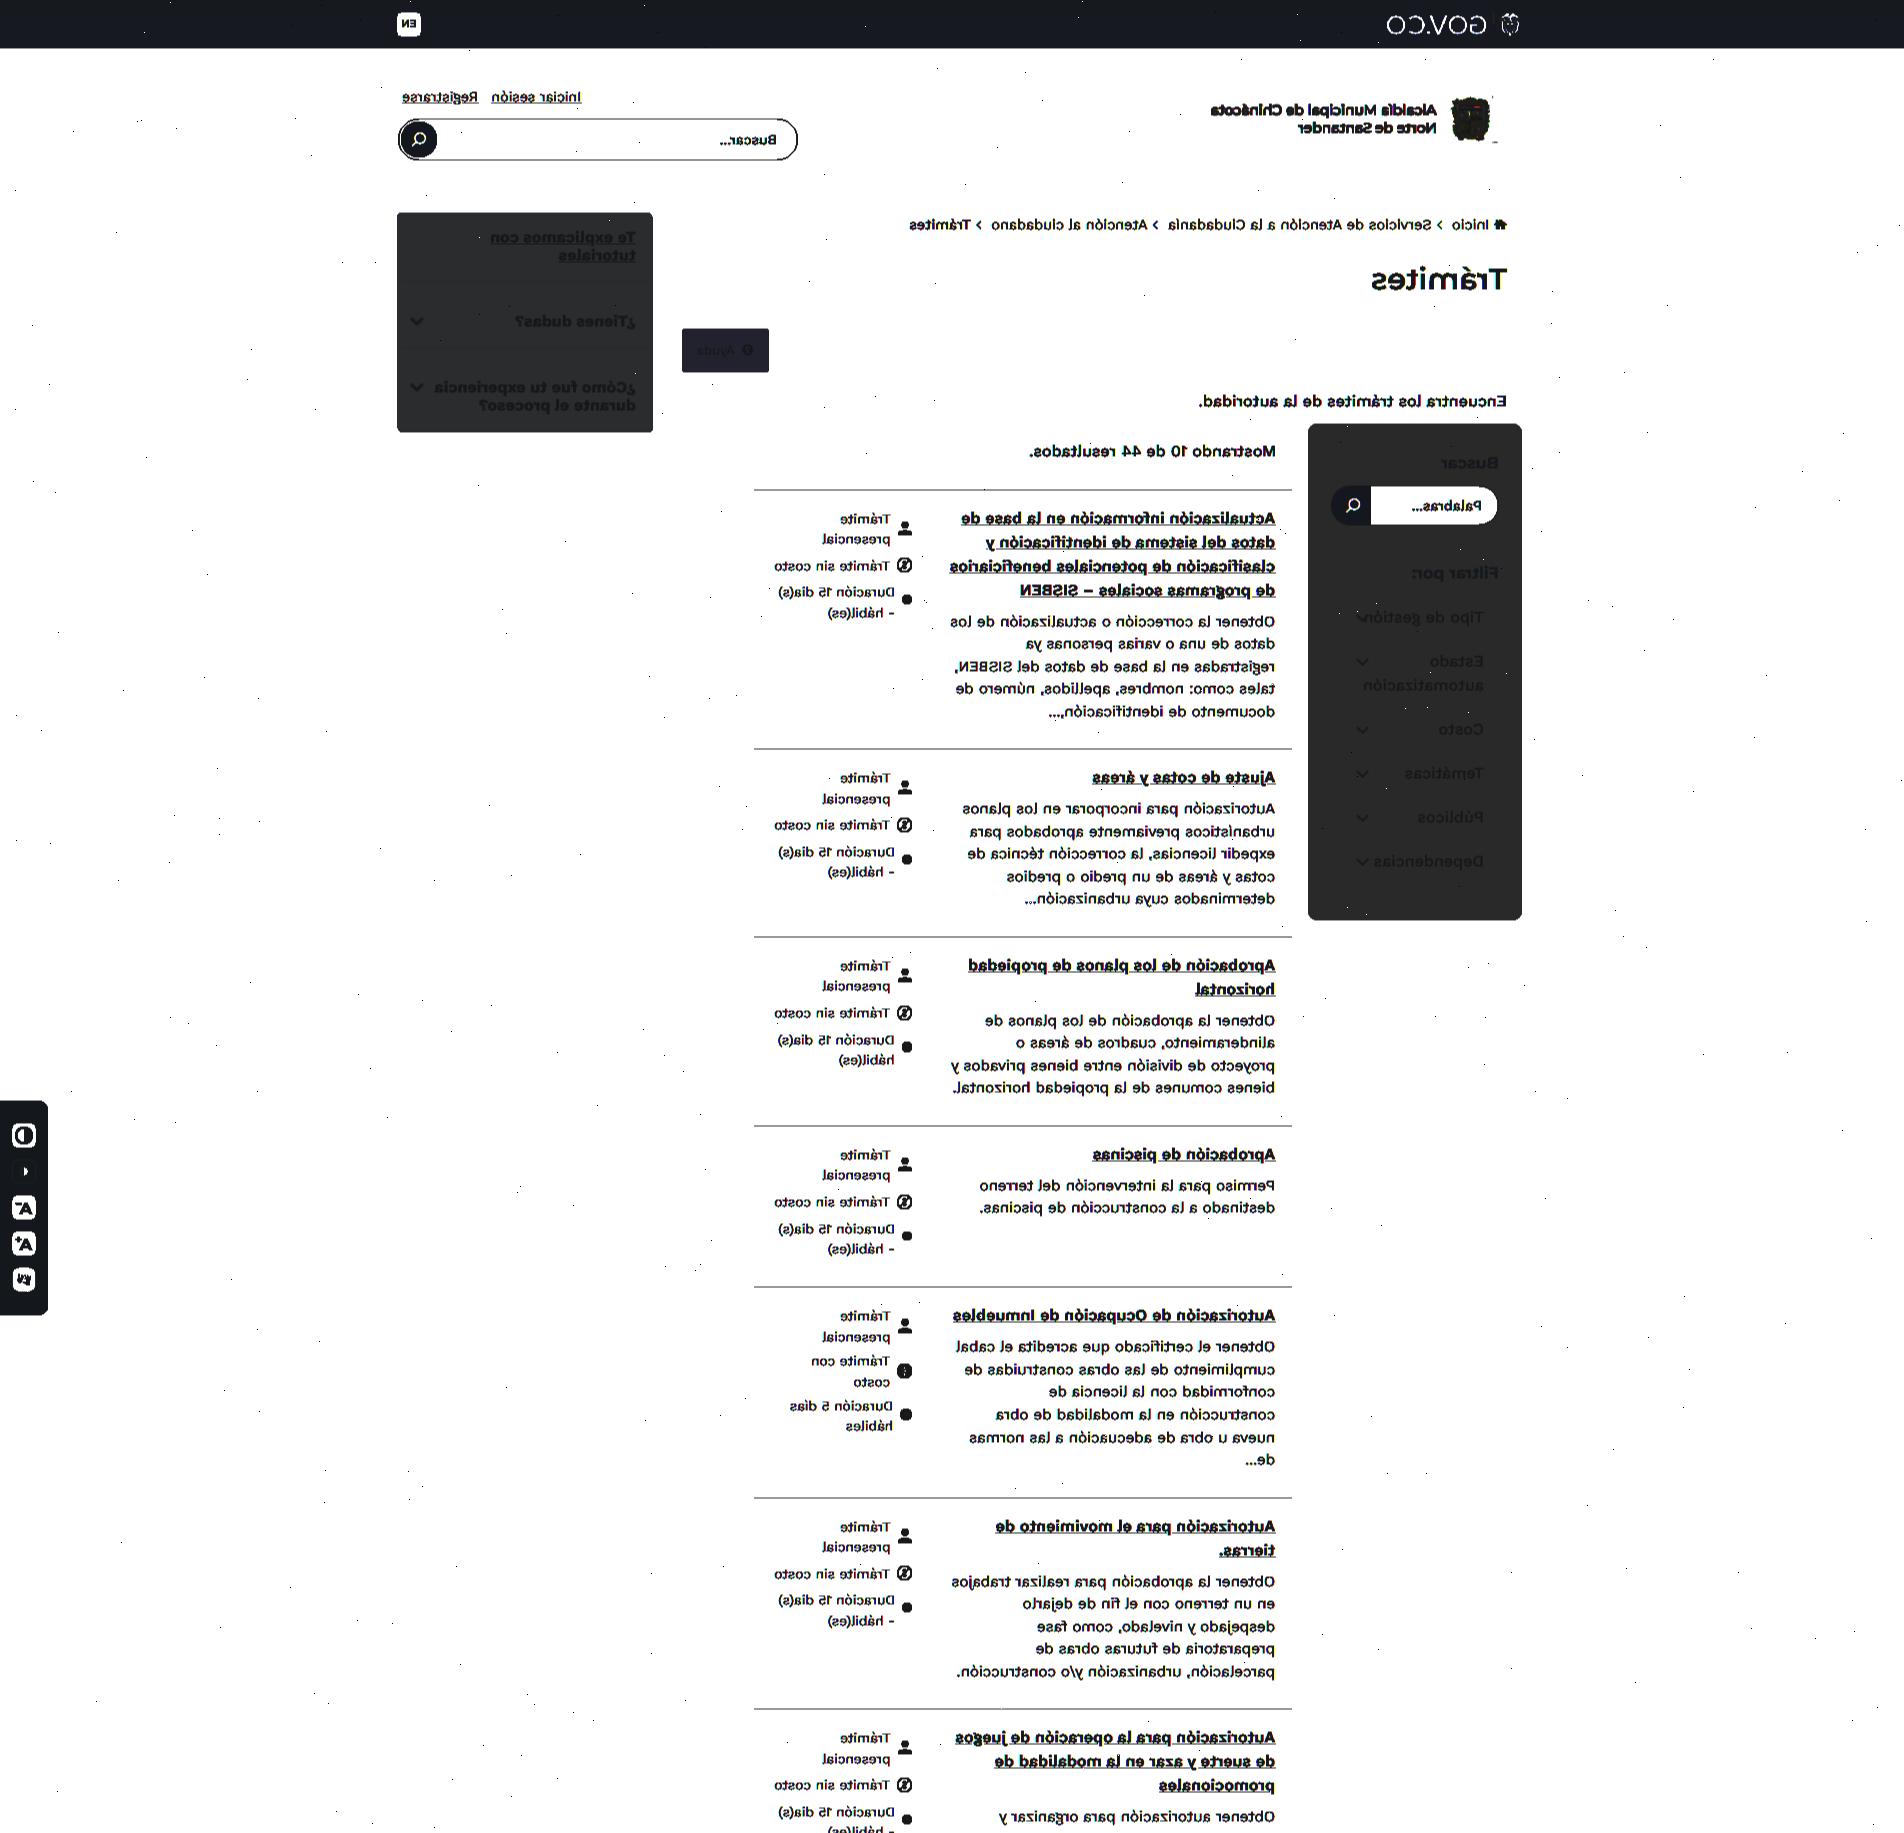 GOV.CO
EN
Alcaldía Municipal de Chinácota
Norte de Santander
Iniciar sesión Registrarse
Buscar...
Inicio > Servicios de Atención a la Ciudadanía > Atención al ciudadano > Trámites
Trámites
Ayuda
Te explicamos con
tutoriales
¿Tienes dudas?
¿Cómo fue tu experiencia
durante el proceso?
Encuentra los trámites de la autoridad.
Buscar
Palabras...
Filtrar por:
Tipo de gestión
Estado
automatización
Costo
Temáticas
Públicos
Dependencias
Mostrando 10 de 44 resultados.
Actualización información en la base de
datos del sistema de identificación y
clasificación de potenciales beneficiarios
de programas sociales – SISBEN
Obtener la corrección o actualización de los
datos de una o varias personas ya
registradas en la base de datos del SISBEN,
tales como: nombres, apellidos, número de
documento de identificación,...
Trámite
presencial
Trámite sin costo
Duración 15 día(s)
- hábil(es)
Ajuste de cotas y áreas
Autorización para incorporar en los planos
urbanísticos previamente aprobados para
expedir licencias, la corrección técnica de
cotas y áreas de un predio o predios
determinados cuya urbanización...
Trámite
presencial
Trámite sin costo
Duración 15 día(s)
- hábil(es)
Aprobación de los planos de propiedad
horizontal
Obtener la aprobación de los planos de
alinderamiento, cuadros de áreas o
proyecto de división entre bienes privados y
bienes comunes de la propiedad horizontal.
Trámite
presencial
Trámite sin costo
Duración 15 día(s)
hábil(es)
Aprobación de piscinas
Permiso para la intervención del terreno
destinado a la construcción de piscinas.
Trámite
presencial
Trámite sin costo
Duración 15 día(s)
- hábil(es)
Autorización de Ocupación de Inmuebles
Obtener el certificado que acredita el cabal
cumplimiento de las obras construidas de
conformidad con la licencia de
construcción en la modalidad de obra
nueva u obra de adecuación a las normas
de...
Trámite
presencial
Trámite con
costo
Duración 5 días
hábiles
Autorización para el movimiento de
tierras.
Obtener la aprobación para realizar trabajos
en un terreno con el fin de dejarlo
despejado y nivelado, como fase
preparatoria de futuras obras de
parcelación, urbanización y/o construcción.
Trámite
presencial
Trámite sin costo
Duración 15 día(s)
- hábil(es)
Autorización para la operación de juegos
de suerte y azar en la modalidad de
promocionales
Obtener autorización para organizar y
Trámite
presencial
Trámite sin costo
Duración 15 día(s)
- hábil(es)
A-
A+